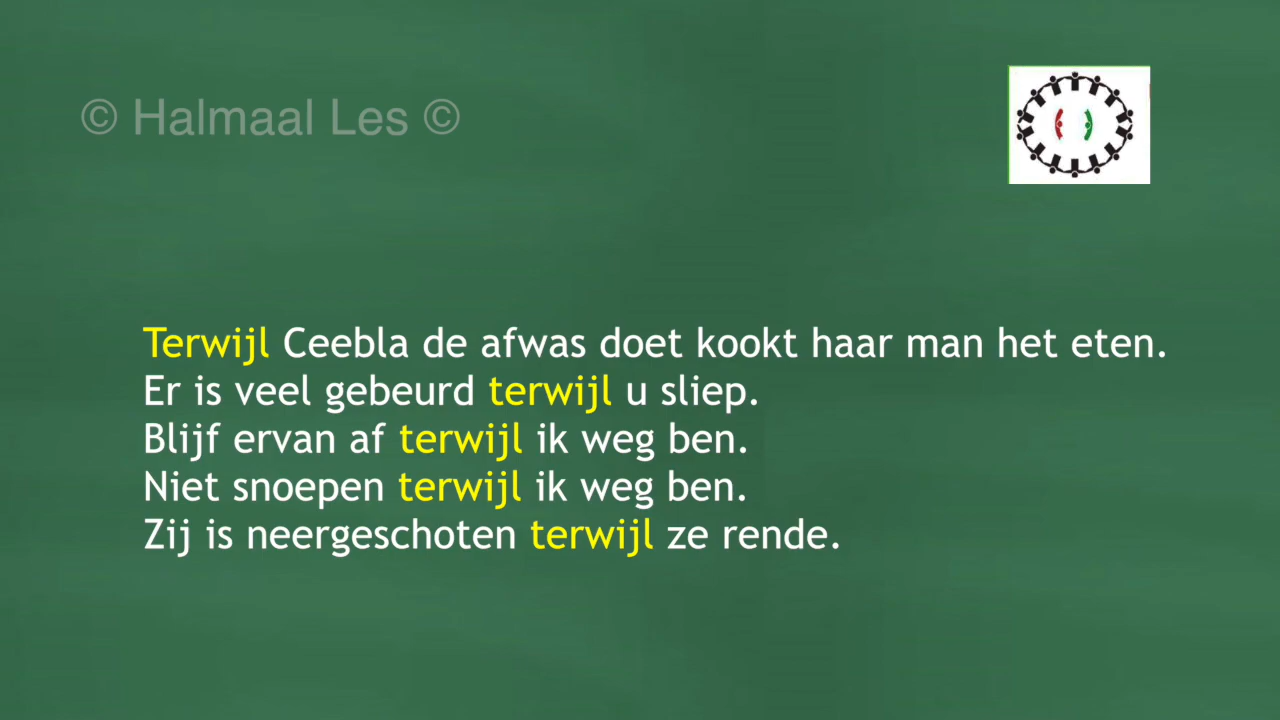 © Halmaal Les ©
Terwijl Ceebla de afwas doet kookt haar man het eten.
Er is veel gebeurd terwijl u sliep.
Blijf ervan af terwijl ik weg ben.
Niet snoepen terwijl ik weg ben.
Zij is neergeschoten terwijl ze rende.